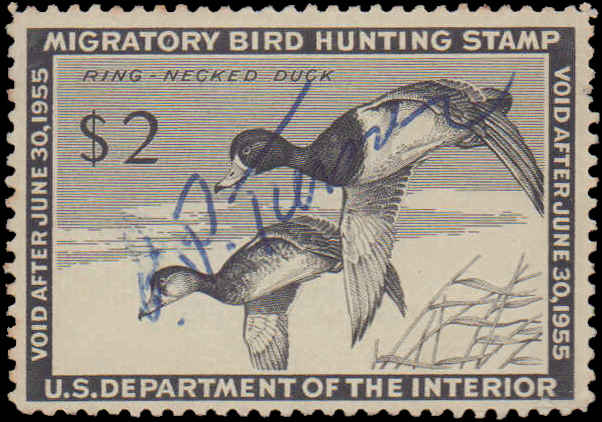 MIGRATORY BIRD HUNTING STAMP
RING-NECKED DUCK
$2
VOID AFTER JUNE 30, 1955
VOID AFTER JUNE 30, 1955
U.S. DEPARTMENT OF THE INTERIOR